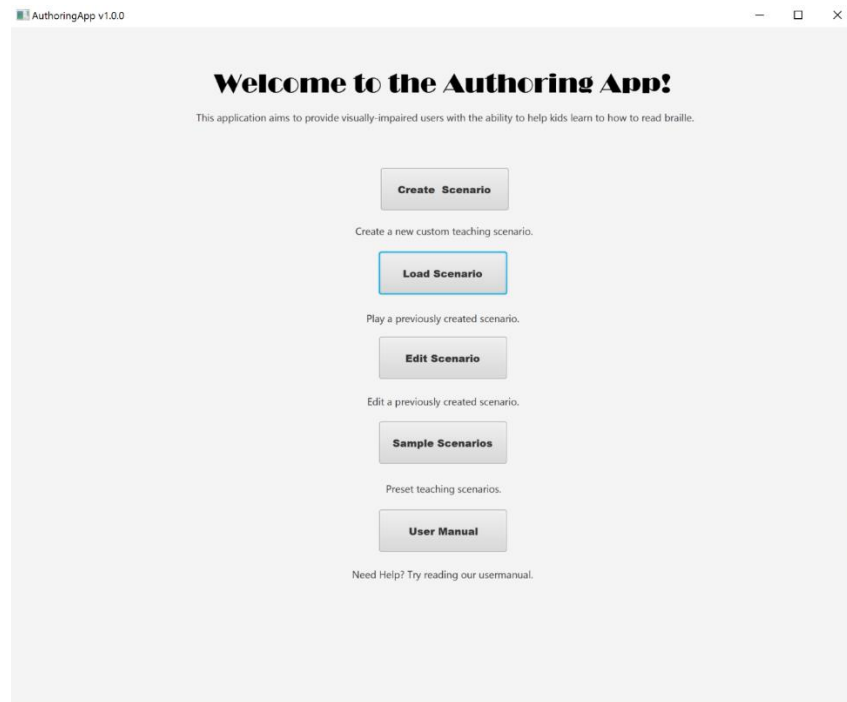 AuthoringApp v1.0.0
Welcome to the Authoring App!
This application aims to provide visually-impaired users with the ability to help kids learn to how to read braille.
Create Scenario
Create a new custom teaching scenario.
Load Scenario
Play a previously created scenario.
Edit Scenario
Edit a previously created scenario.
Sample Scenarios
Preset teaching scenarios.
User Manual
Need Help? Try reading our usermanual.